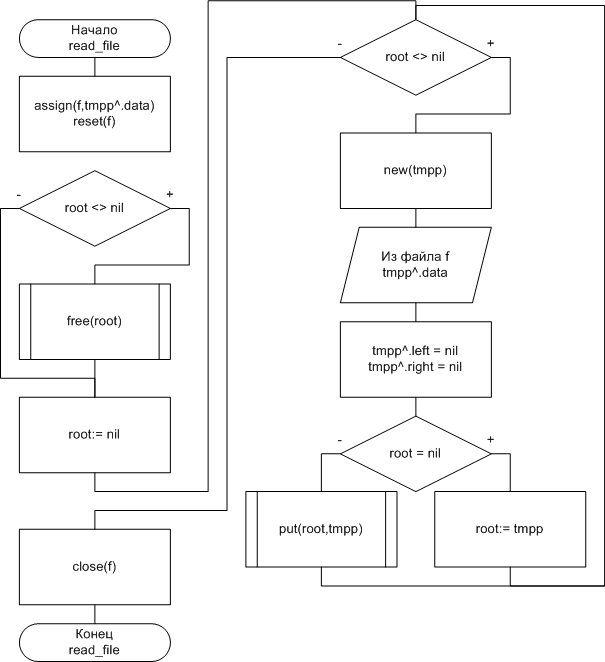 Начало
read_file
assign(f,tmpp^.data)
reset(f)
-
root <> nil
+
free(root)
root:= nil
close(f)
Конец
read_file
-
root <> nil
+
new(tmpp)
Из файла f
tmpp^.data
tmpp^.left = nil
tmpp^.right = nil
-
root = nil
+
put(root,tmpp)
root:= tmpp